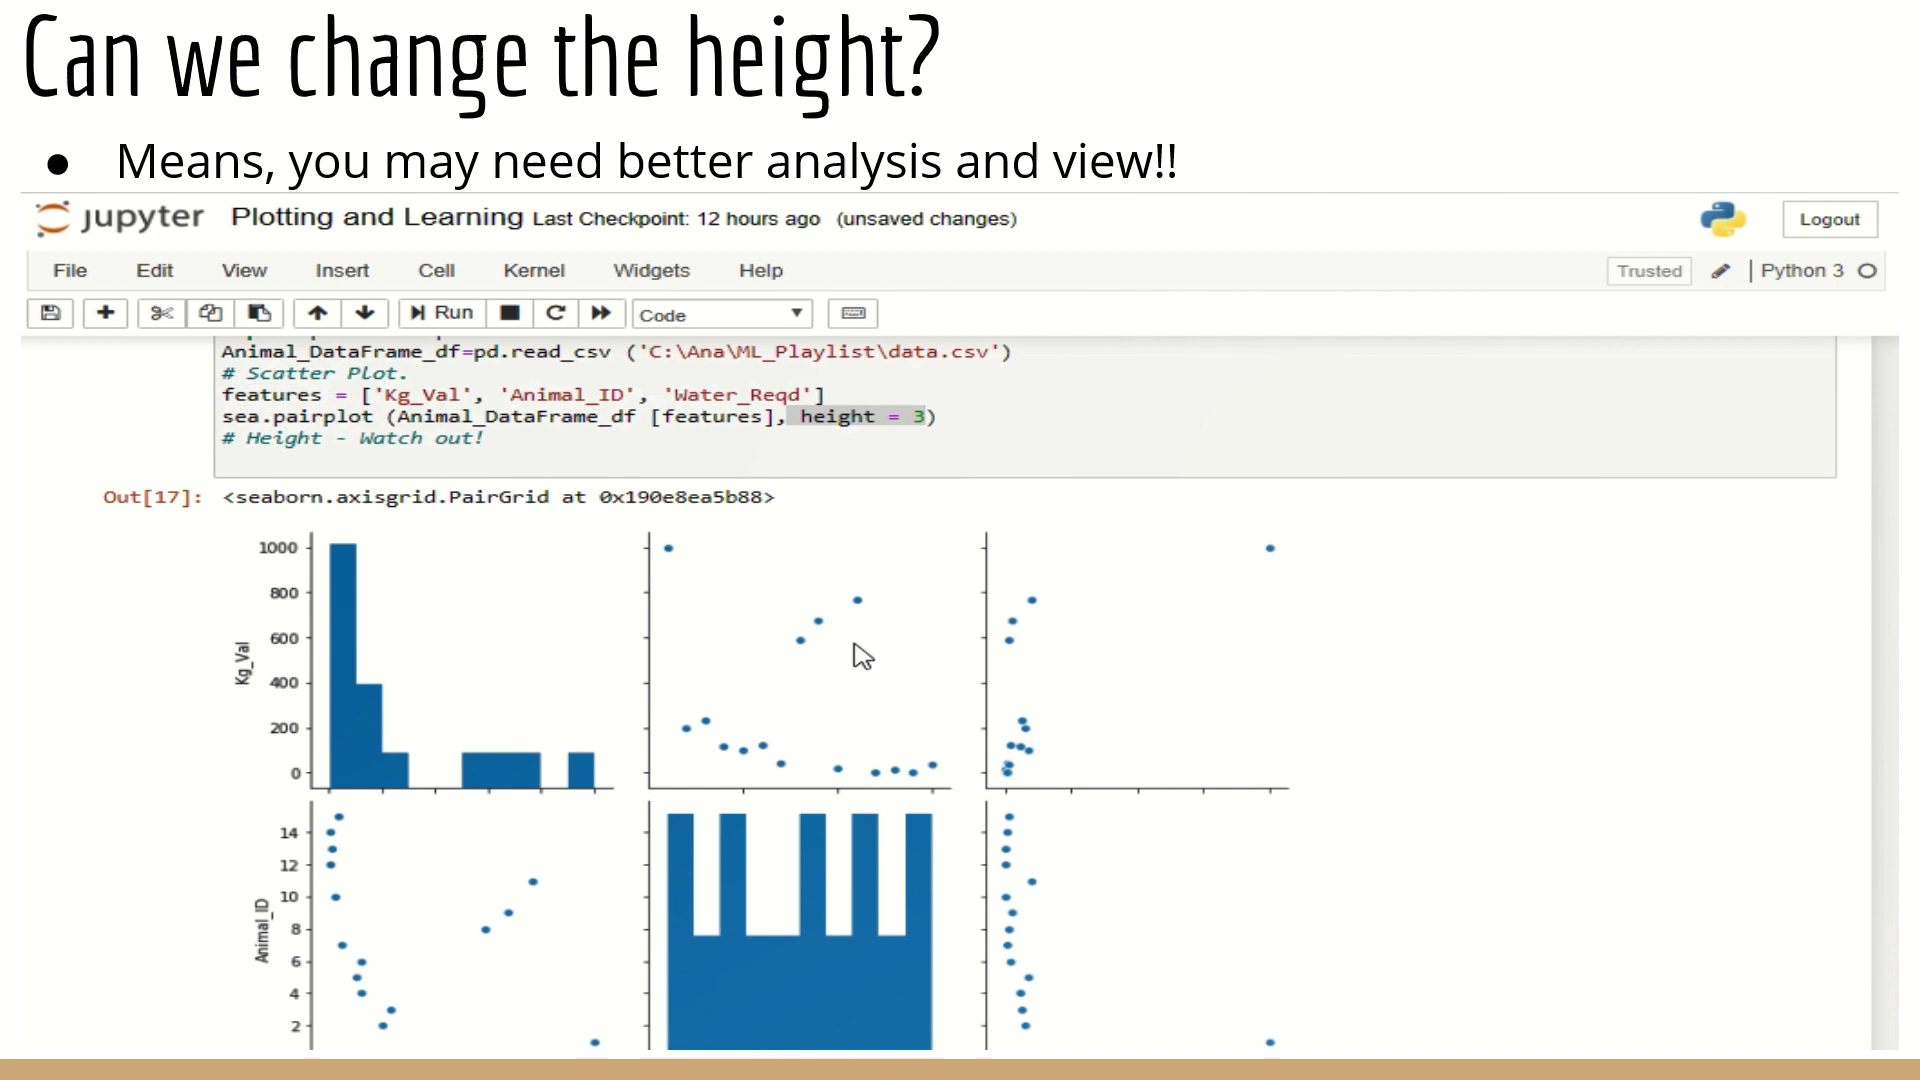 Can we change the height?
● Means, you may need better analysis and view!!
jupyter Plotting and Learning Last Checkpoint: 12 hours ago (unsaved changes) Logout
File Edit View Insert Cell Kernel Widgets Help Trusted Python 3
Run Code
Animal_DataFrame_df=pd.read_csv ('C:\Ana\ML_Playlist\data.csv')
# Scatter Plot.
features = ['Kg_Val', 'Animal_ID', 'Water_Reqd']
sea.pairplot (Animal_DataFrame_df [features], height = 3)
# Height - Watch out!
Out[17]: <seaborn.axisgrid.PairGrid at 0x190e8ea5b88>
1000
800
600
400
200
0
Kg_Val
14
12
10
8
6
4
2
Animal_ID